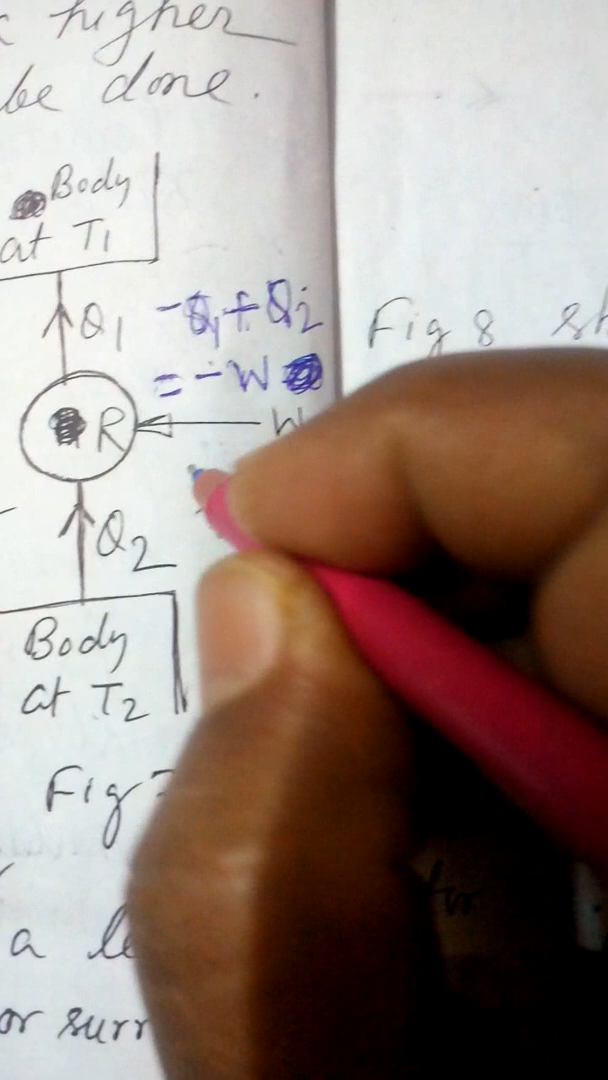 higher
be done.
Body
at T1
Q1
-Q1+Q2
= -W
Fig 8
R
W
Q2
Body
at T2
Fig
a
or surr